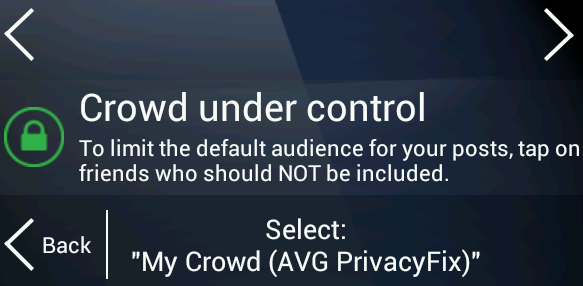 Crowd under control
To limit the default audience for your posts, tap on
friends who should NOT be included.
Back
Select:
"My Crowd (AVG PrivacyFix)"